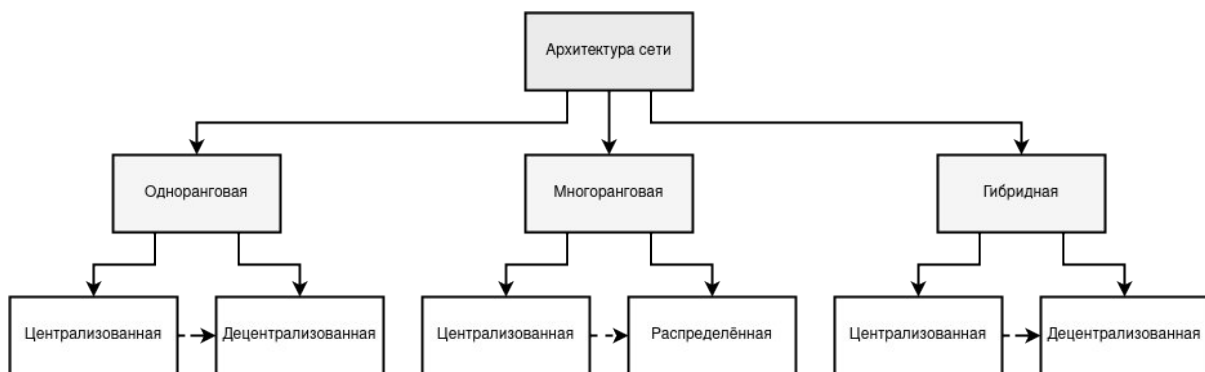 Архитектура сети
Одноранговая
Многоранговая
Гибридная
Централизованная
Децентрализованная
Централизованная
Распределённая
Централизованная
Децентрализованная